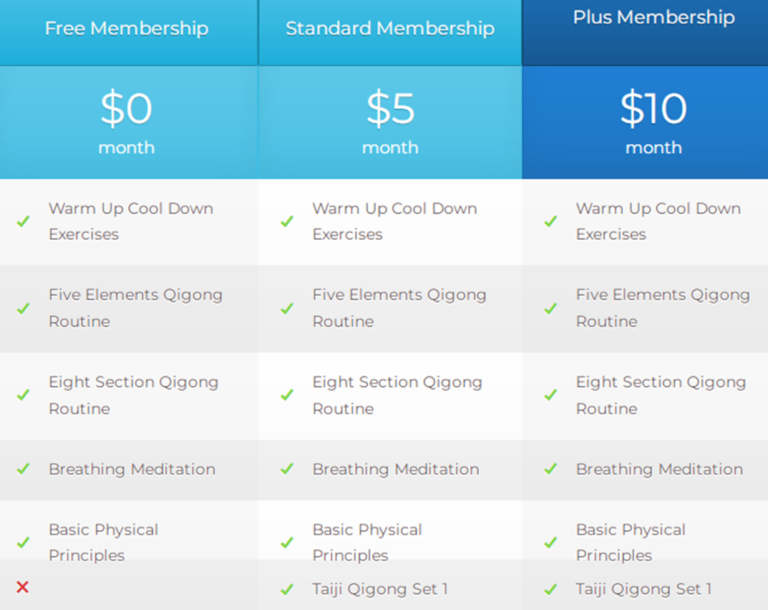 Free Membership
Standard Membership
Plus Membership
$0
month
$5
month
$10
month
Warm Up Cool Down
Exercises
Warm Up Cool Down
Exercises
Warm Up Cool Down
Exercises
Five Elements Qigong
Routine
Five Elements Qigong
Routine
Five Elements Qigong
Routine
Eight Section Qigong
Routine
Eight Section Qigong
Routine
Eight Section Qigong
Routine
Breathing Meditation
Breathing Meditation
Breathing Meditation
Basic Physical
Principles
Basic Physical
Principles
Basic Physical
Principles
Taiji Qigong Set 1
Taiji Qigong Set 1